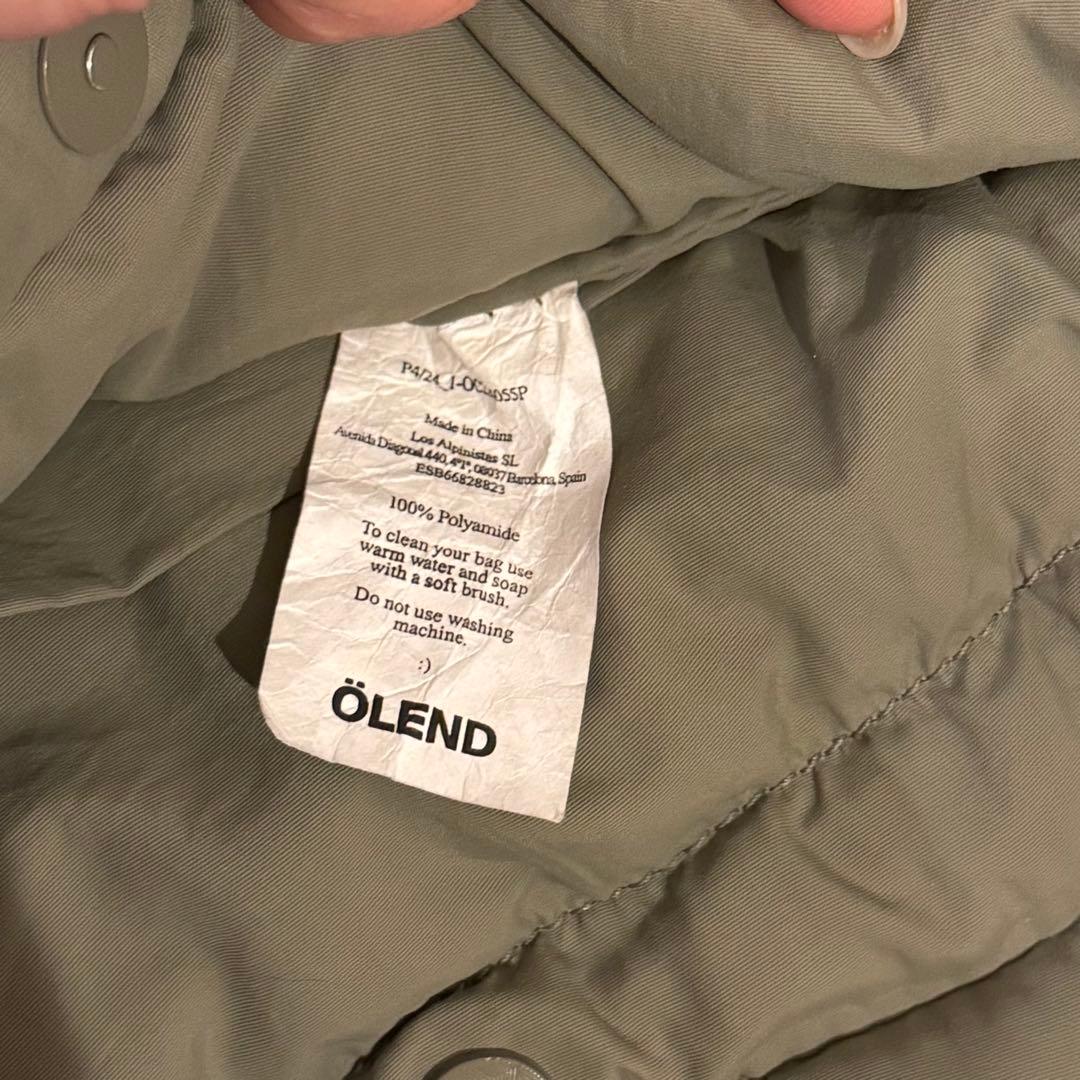 Made in China
Los Alpinistas SL
Avenida Diagonal 440, 4º1ª, 08037 Barcelona, Spain
ESB66828823
100% Polyamide
To clean your bag use
warm water and soap
with a soft brush.
Do not use washing
machine.
:)
ÖLEND